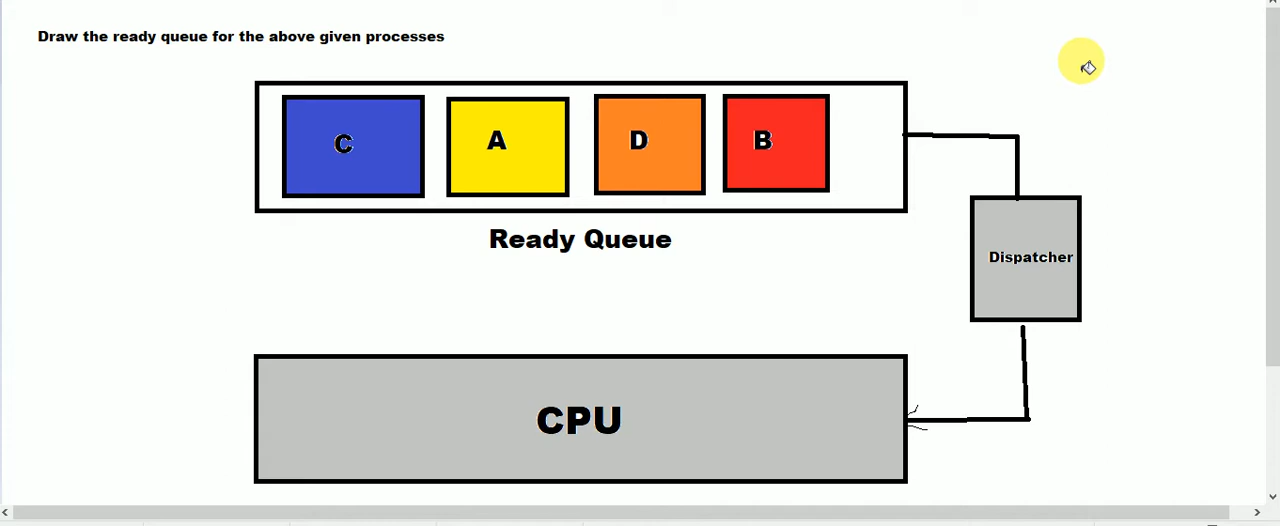 Draw the ready queue for the above given processes
C A D B
Ready Queue
Dispatcher
CPU